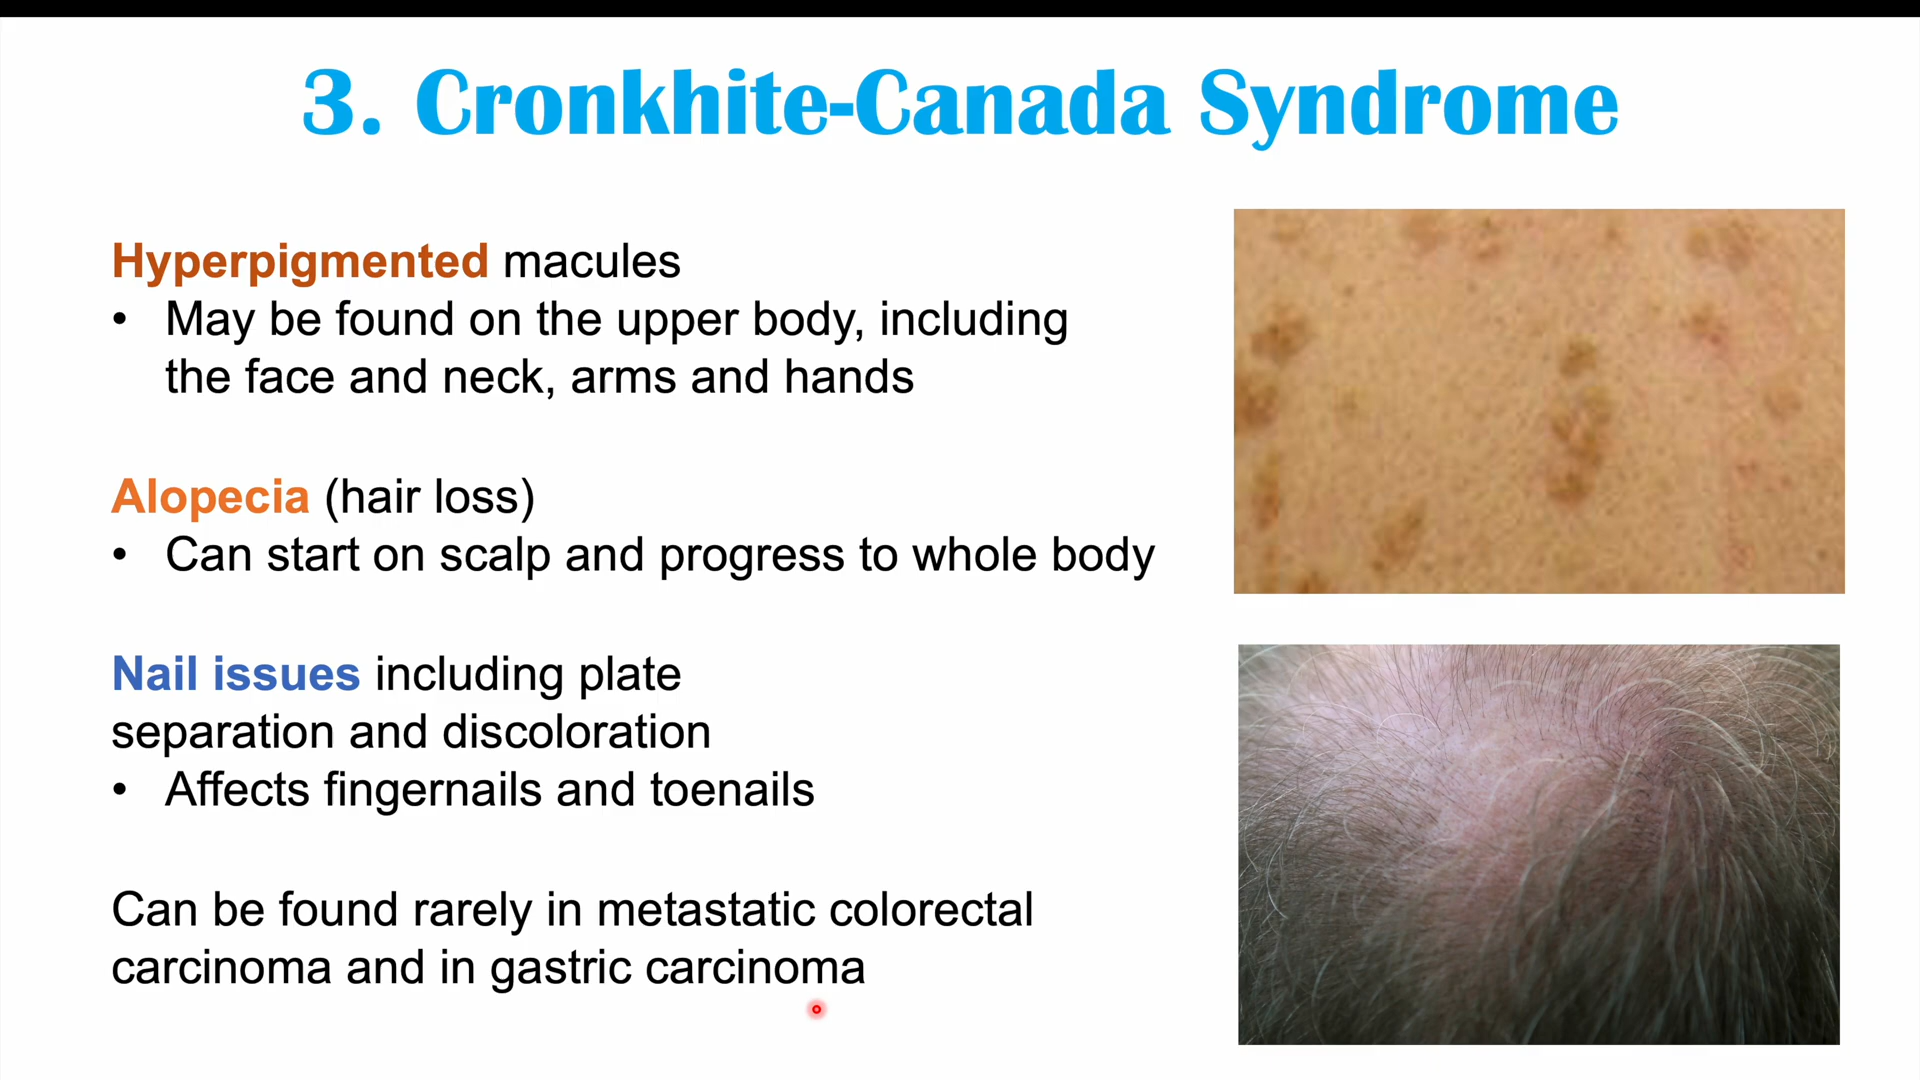 3. Cronkhite-Canada Syndrome
Hyperpigmented macules
• May be found on the upper body, including
the face and neck, arms and hands
Alopecia (hair loss)
• Can start on scalp and progress to whole body
Nail issues including plate
separation and discoloration
• Affects fingernails and toenails
Can be found rarely in metastatic colorectal
carcinoma and in gastric carcinoma